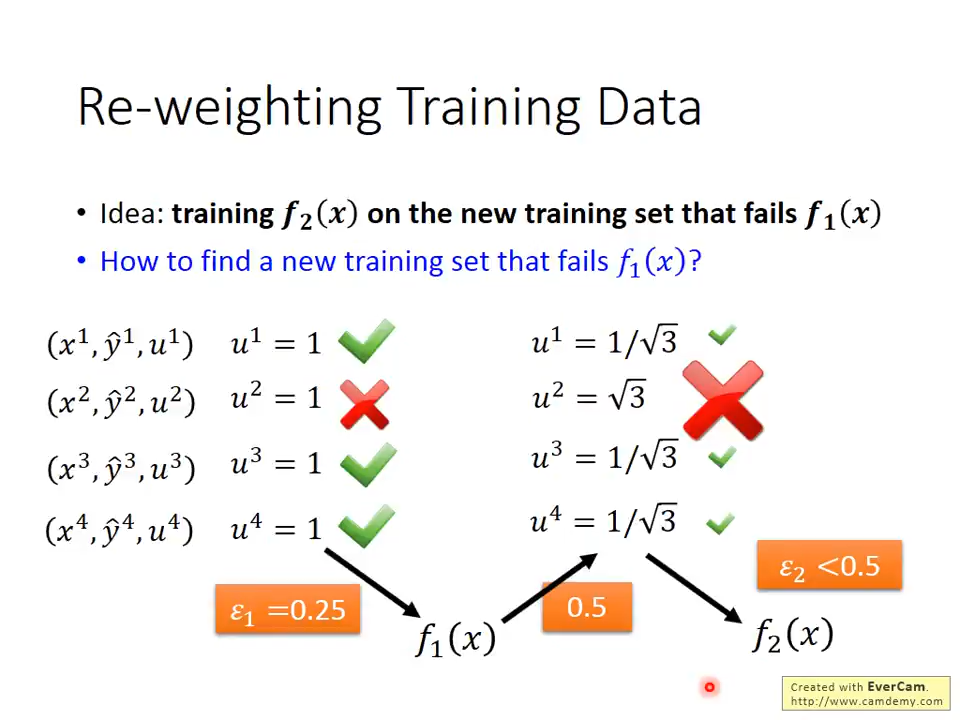 Re-weighting Training Data
• Idea: training f₂(x) on the new training set that fails f₁(x)
• How to find a new training set that fails f₁(x)?
(x¹, ŷ¹, u¹) u¹ = 1 u¹ = 1/√3
(x², ŷ², u²) u² = 1 u² = √3
(x³, ŷ³, u³) u³ = 1 u³ = 1/√3
(x⁴, ŷ⁴, u⁴) u⁴ = 1 u⁴ = 1/√3
ε₁ =0.25 0.5 ε₂ <0.5
f₁(x) f₂(x)
Created with EverCam.
http://www.camdemy.com